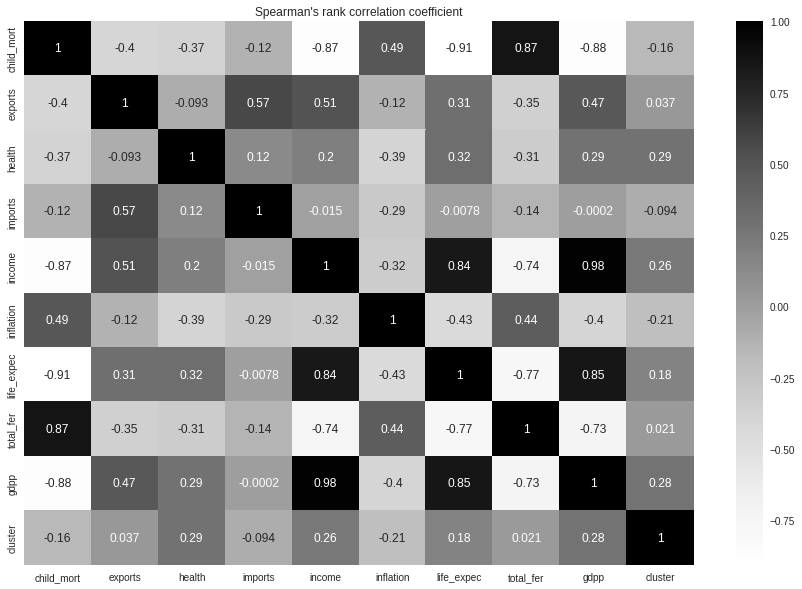 Spearman's rank correlation coefficient
child_mort 1 -0.4 -0.37 -0.12 -0.87 0.49 -0.91 0.87 -0.88 -0.16
exports -0.4 1 -0.093 0.57 0.51 -0.12 0.31 -0.35 0.47 0.037
health -0.37 -0.093 1 0.12 0.2 -0.39 0.32 -0.31 0.29 0.29
imports -0.12 0.57 0.12 1 -0.015 -0.29 -0.0078 -0.14 -0.0002 -0.094
income -0.87 0.51 0.2 -0.015 1 -0.32 0.84 -0.74 0.98 0.26
inflation 0.49 -0.12 -0.39 -0.29 -0.32 1 -0.43 0.44 -0.4 -0.21
life_expec -0.91 0.31 0.32 -0.0078 0.84 -0.43 1 -0.77 0.85 0.18
total_fer 0.87 -0.35 -0.31 -0.14 -0.74 0.44 -0.77 1 -0.73 0.021
gdpp -0.88 0.47 0.29 -0.0002 0.98 -0.4 0.85 -0.73 1 0.28
cluster -0.16 0.037 0.29 -0.094 0.26 -0.21 0.18 0.021 0.28 1
child_mort exports health imports income inflation life_expec total_fer gdpp cluster
1.00
0.75
0.50
0.25
0.00
−0.25
−0.50
−0.75